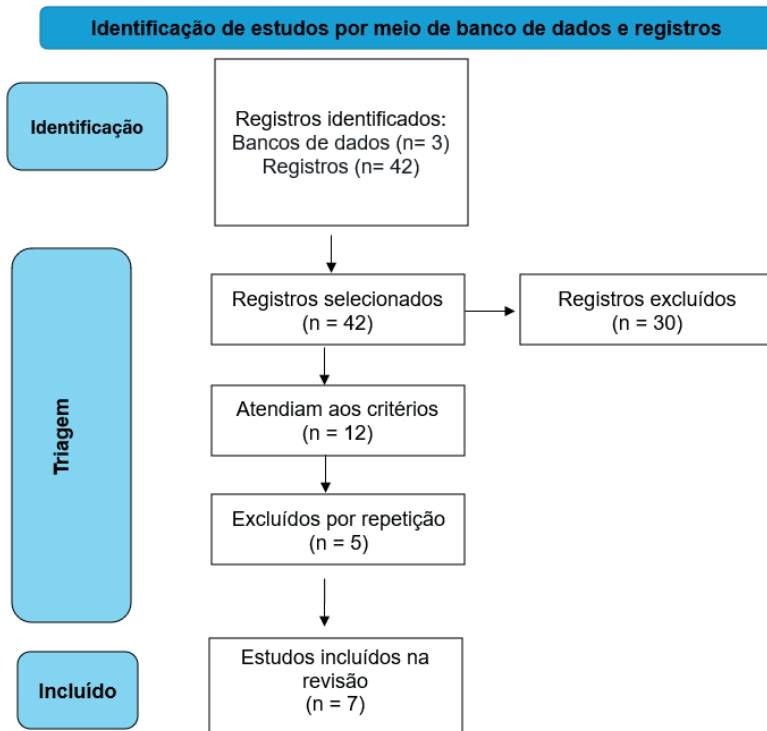 Identificação de estudos por meio de banco de dados e registros
Identificação
Registros identificados:
Bancos de dados (n= 3)
Registros (n= 42)
Triagem
Registros selecionados
(n = 42)
Registros excluídos
(n = 30)
Atendiam aos critérios
(n = 12)
Excluídos por repetição
(n = 5)
Incluído
Estudos incluídos na
revisão
(n = 7)